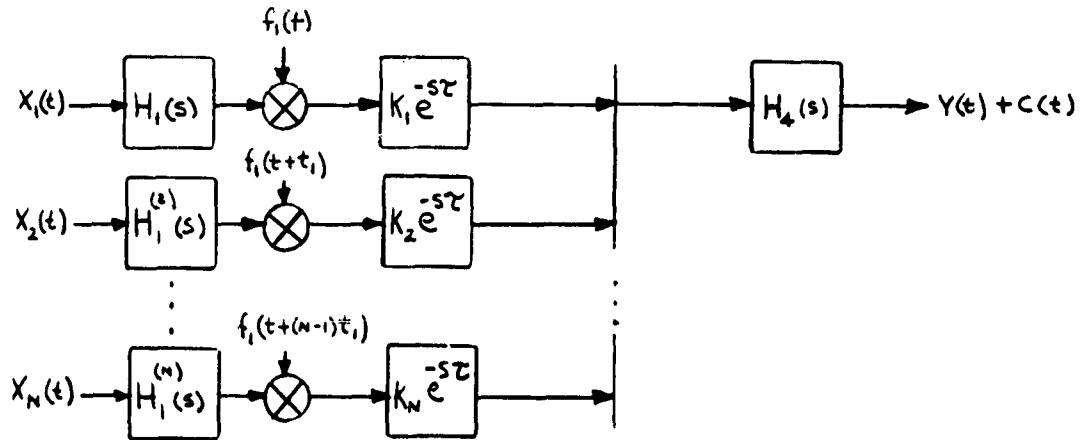 f₁(t)
X₁(t) H₁(s) K₁e^{-sτ} H₄(s) Y(t) + C(t)
f₁(t+t₁)
X₂(t) H₁^{(2)}(s) K₂e^{-sτ}
f₁(t+(N-1)t₁)
X_N(t) H₁^{(N)}(s) K_N e^{-sτ}